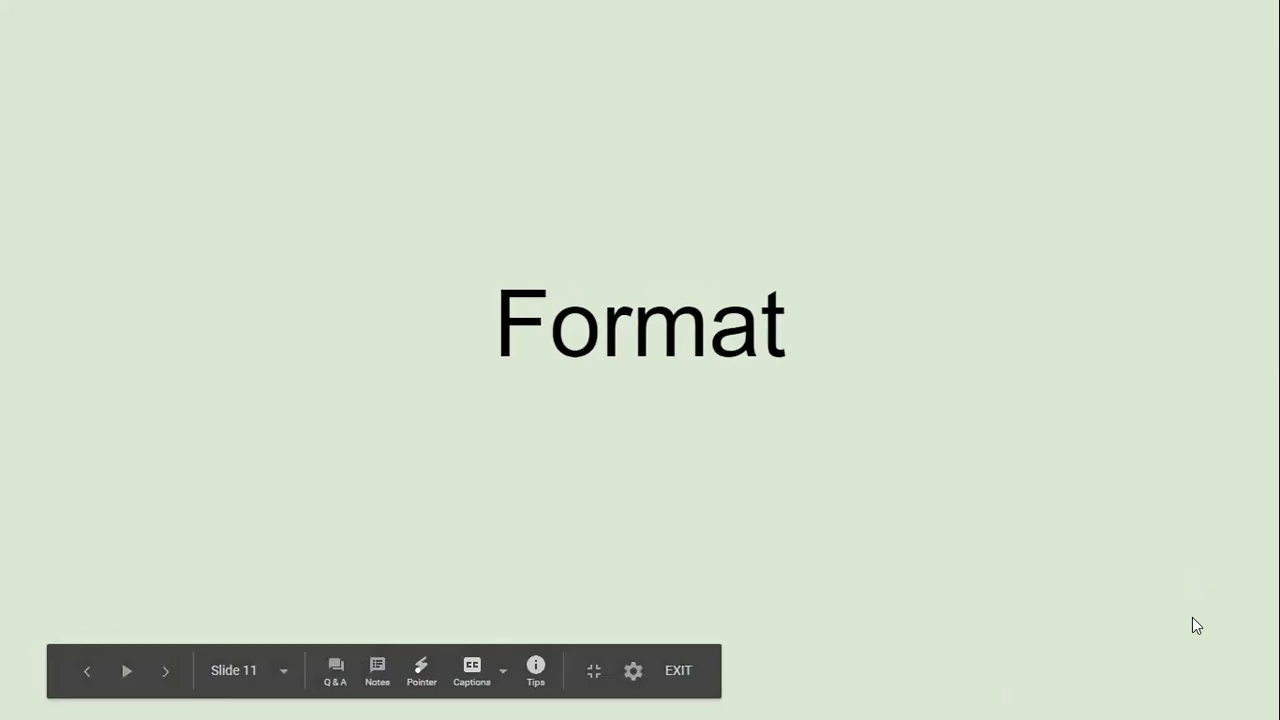 Format
Slide 11
Q & A
Notes
Pointer
Captions
Tips
EXIT